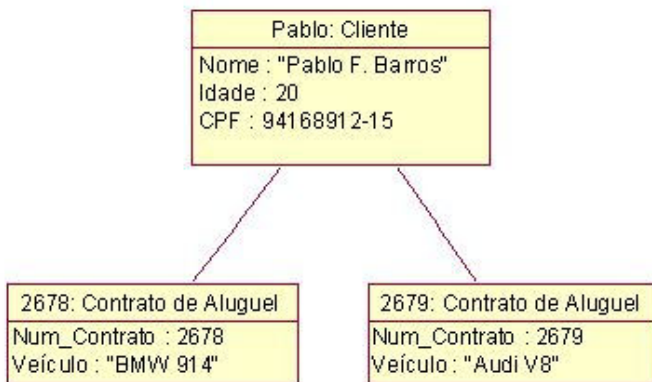 Pablo: Cliente
Nome : "Pablo F. Barros"
Idade : 20
CPF : 94168912-15
2678: Contrato de Aluguel
Num_Contrato : 2678
Veículo : "BMW 914"
2679: Contrato de Aluguel
Num_Contrato : 2679
Veículo : "Audi V8"